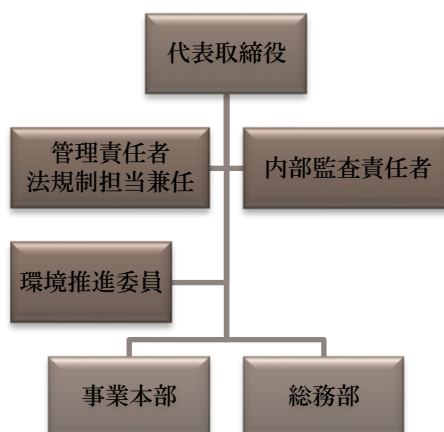 代表取締役
管理責任者
法規制担当兼任
内部監査責任者
環境推進委員
事業本部
総務部